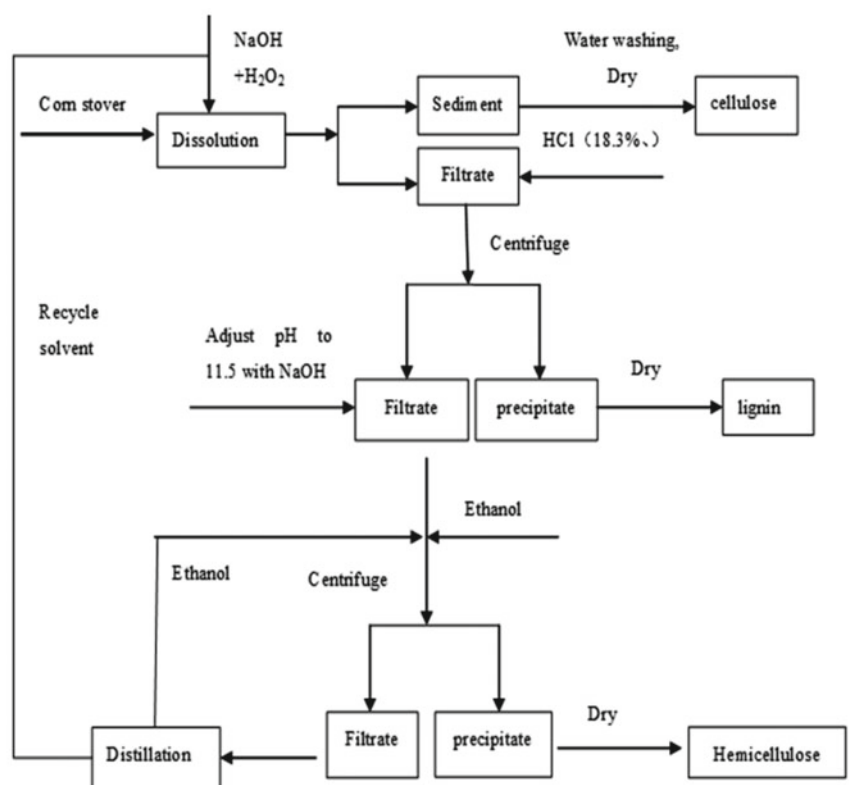 NaOH
+H₂O₂
Water washing,
Dry
Corn stover
Dissolution
Sediment
cellulose
HCl（18.3%、）
Filtrate
Centrifuge
Recycle
solvent
Adjust pH to
11.5 with NaOH
Filtrate
precipitate
Dry
lignin
Ethanol
Ethanol
Centrifuge
Filtrate
precipitate
Dry
Distillation
Hemicellulose